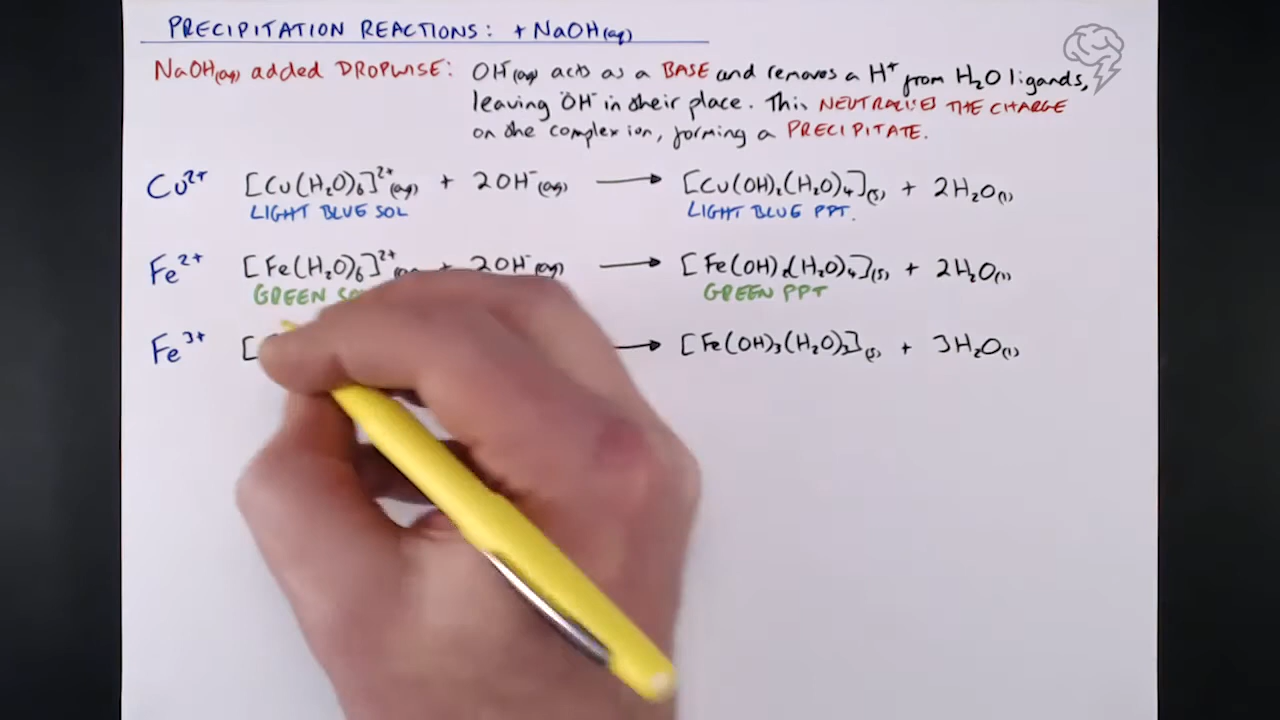 PRECIPITATION REACTIONS: + NaOH(aq)
NaOH(aq) added DROPWISE: OH⁻(aq) acts as a BASE and removes a H⁺ from H₂O ligands,
leaving OH⁻ in their place. This NEUTRALISES THE CHARGE
on the complex ion, forming a PRECIPITATE.
Cu²⁺ [Cu(H₂O)₆]²⁺(aq) + 2OH⁻(aq) ⟶ [Cu(OH)₂(H₂O)₄](s) + 2H₂O(l)
LIGHT BLUE SOL LIGHT BLUE PPT.
Fe²⁺ [Fe(H₂O)₆]²⁺ + 2OH⁻(aq) ⟶ [Fe(OH)₂(H₂O)₄](s) + 2H₂O(l)
GREEN GREEN PPT
Fe³⁺ [ ⟶ [Fe(OH)₃(H₂O)₃](s) + 3H₂O(l)